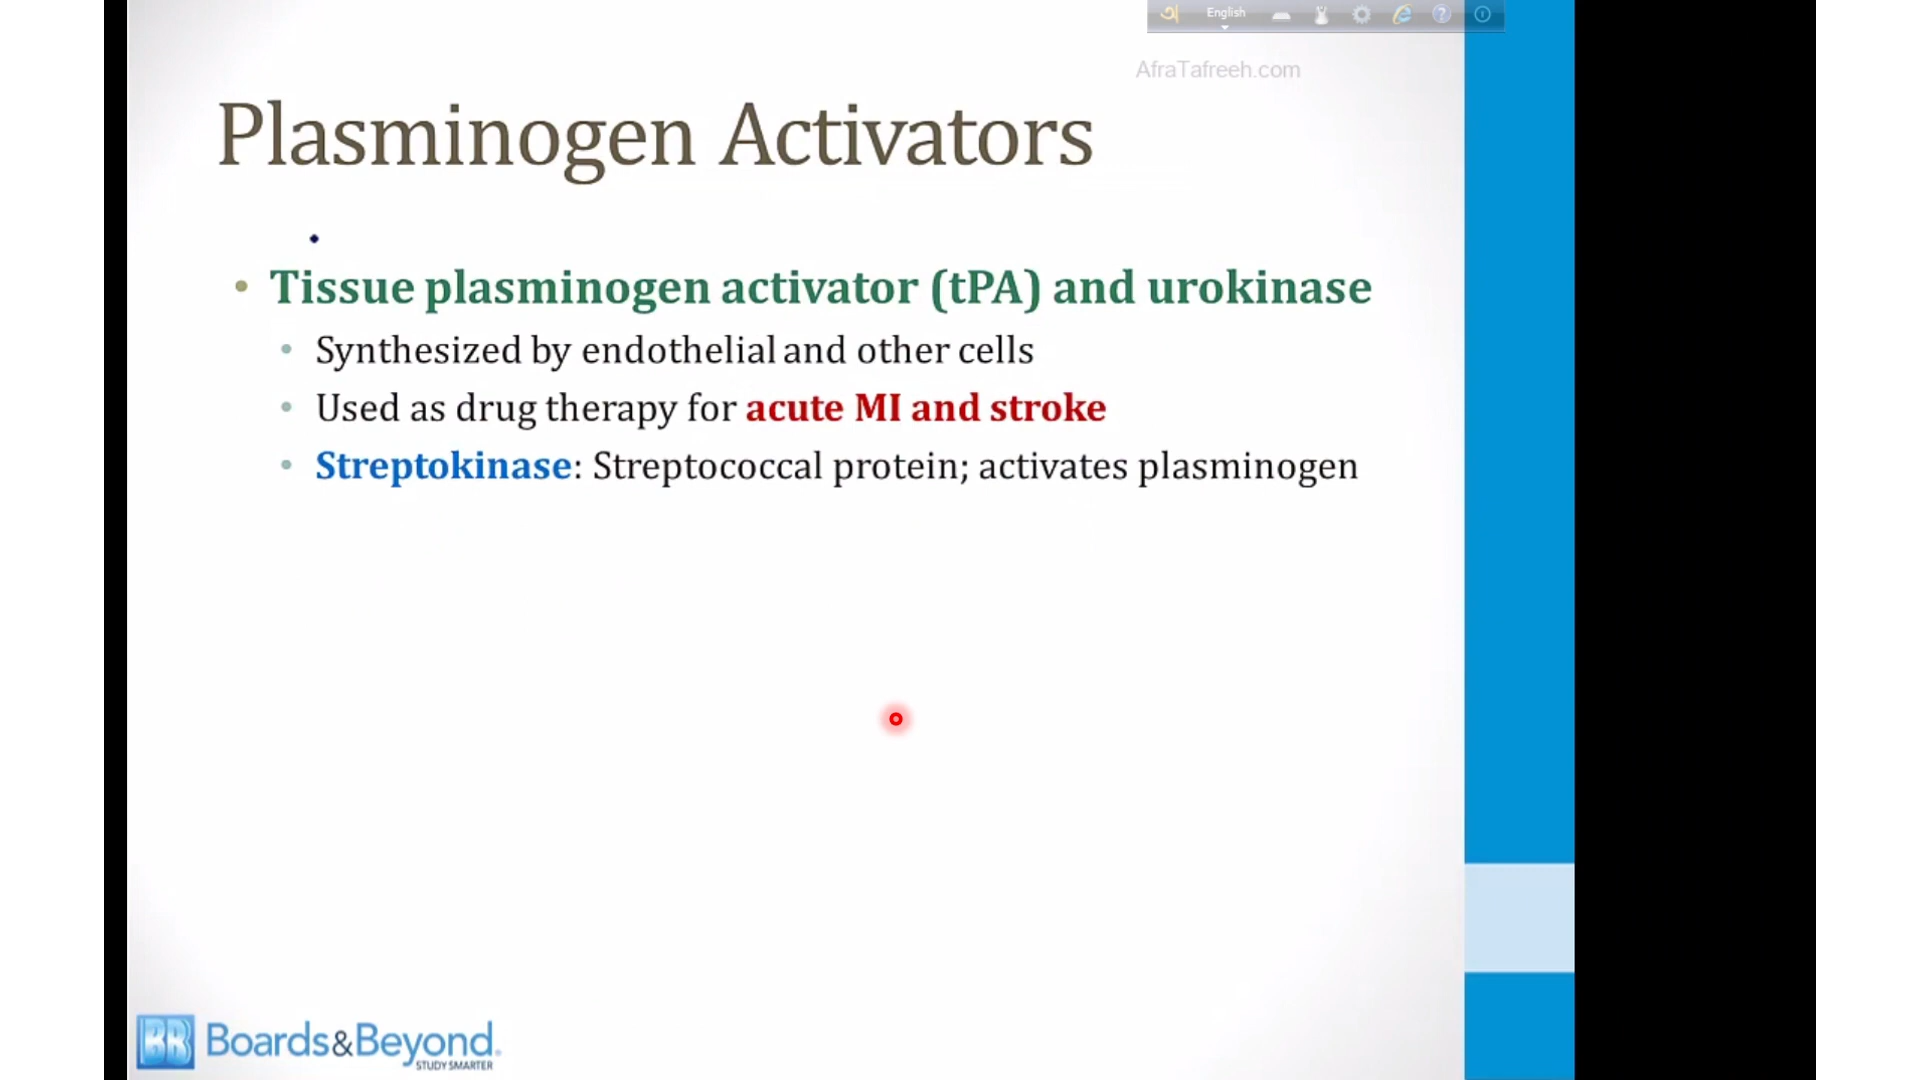 English
AfraTafreeh.com
Plasminogen Activators
• Tissue plasminogen activator (tPA) and urokinase
• Synthesized by endothelial and other cells
• Used as drug therapy for acute MI and stroke
• Streptokinase: Streptococcal protein; activates plasminogen
BB Boards&Beyond.
STUDY SMARTER